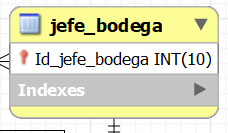 jefe_bodega
Id_jefe_bodega INT(10)
Indexes